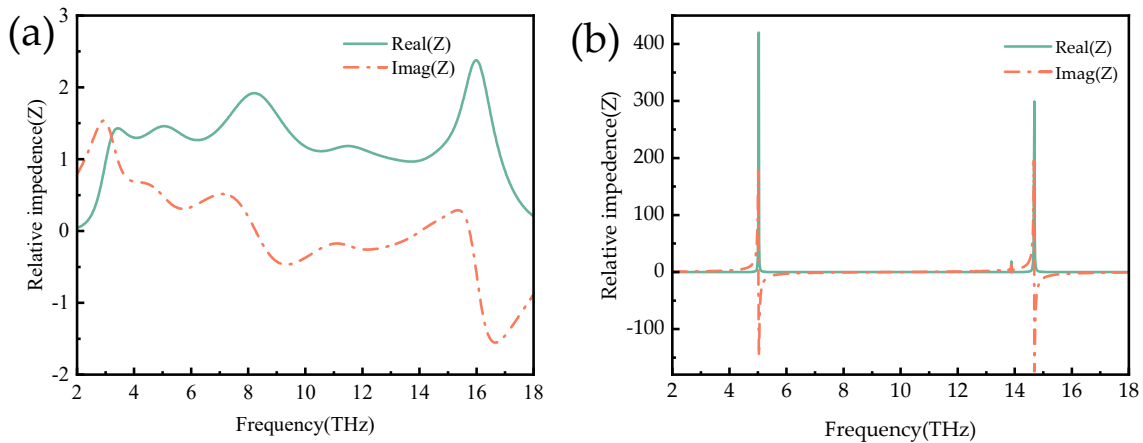 (a)
3
2
1
0
-1
-2
Relative impedence(Z)
Real(Z)
Imag(Z)
2 4 6 8 10 12 14 16 18
Frequency(THz)
(b)
400
300
200
100
0
-100
Relative impedence(Z)
Real(Z)
Imag(Z)
2 4 6 8 10 12 14 16 18
Frequency(THz)